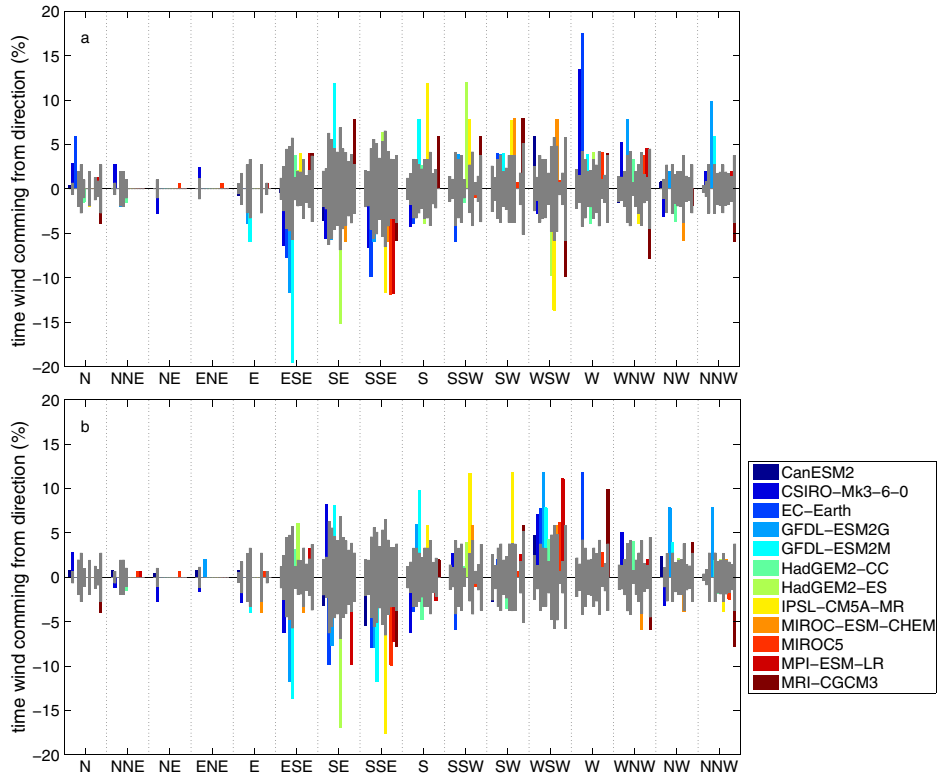 20
15
10
5
0
−5
−10
−15
−20
time wind comming from direction (%)
a
N NNE NE ENE E ESE SE SSE S SSW SW WSW W WNW NW NNW
20
15
10
5
0
−5
−10
−15
−20
time wind comming from direction (%)
b
N NNE NE ENE E ESE SE SSE S SSW SW WSW W WNW NW NNW
CanESM2
CSIRO−Mk3−6−0
EC−Earth
GFDL−ESM2G
GFDL−ESM2M
HadGEM2−CC
HadGEM2−ES
IPSL−CM5A−MR
MIROC−ESM−CHEM
MIROC5
MPI−ESM−LR
MRI−CGCM3